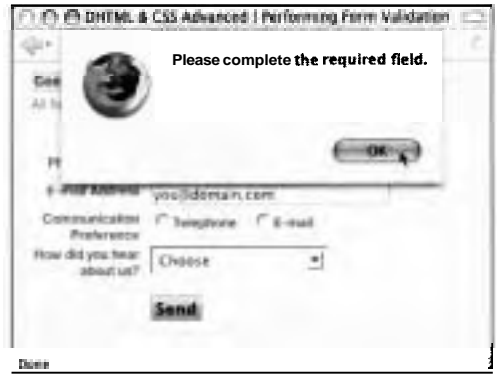 DHTML & CSS Advanced | Performing Form Validation
Please complete the required field.
OK
E-mail Address
you@domain.com
Communication Preference
Telephone
E-mail
How did you hear about us?
Choose
Send
Done